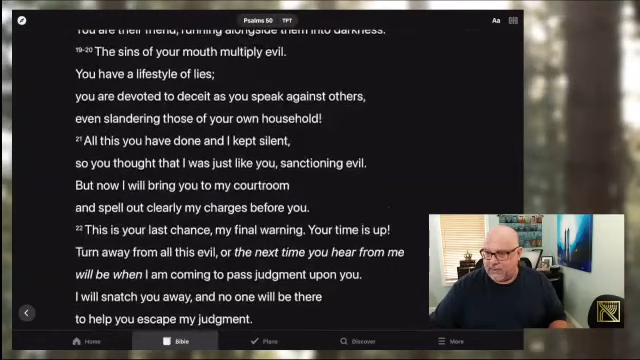 Psalms 50 TPT
Aa
You are their friend, running alongside them into darkness.
19-20 The sins of your mouth multiply evil.
You have a lifestyle of lies;
you are devoted to deceit as you speak against others,
even slandering those of your own household!
21 All this you have done and I kept silent,
so you thought that I was just like you, sanctioning evil.
But now I will bring you to my courtroom
and spell out clearly my charges before you.
22 This is your last chance, my final warning. Your time is up!
Turn away from all this evil, or the next time you hear from me
will be when I am coming to pass judgment upon you.
I will snatch you away, and no one will be there
to help you escape my judgment.
Home Bible Plans Discover More